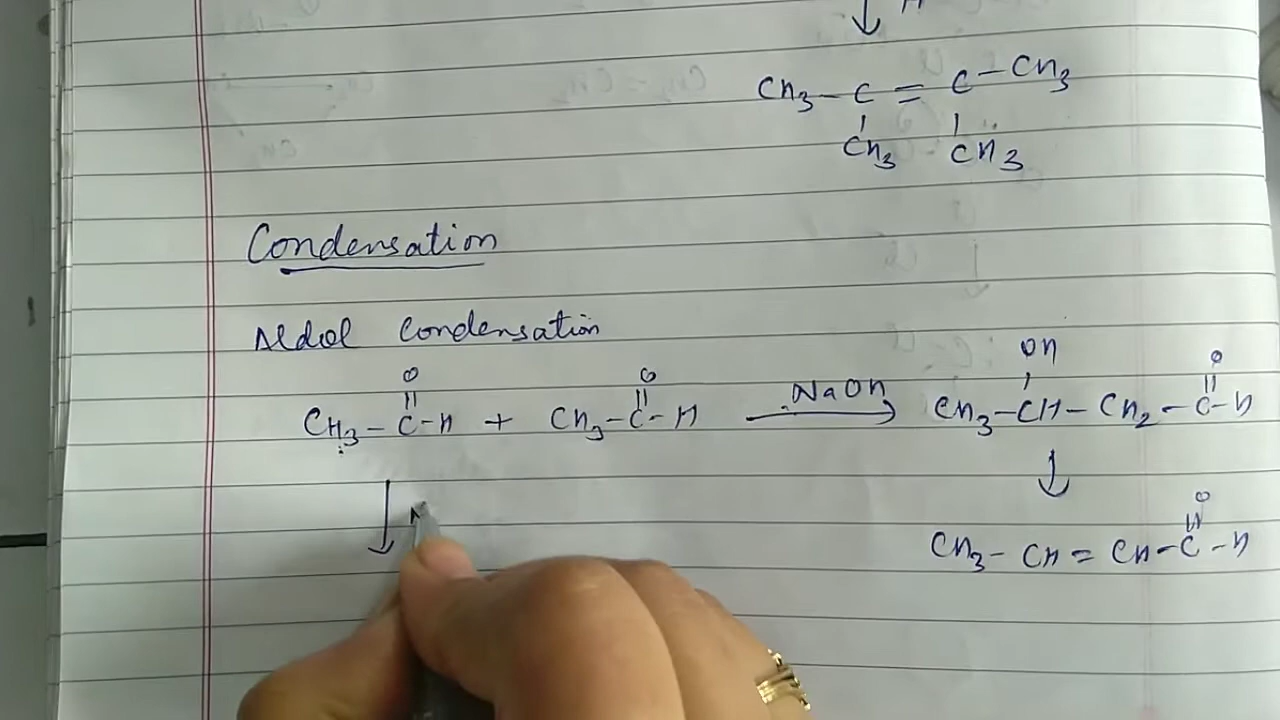 CH3 - C = C - CH3
CH3 CH3
Condensation
Aldol Condensation
O O OH O
CH3 - C - H + CH3 - C - H NaOH CH3 - CH - CH2 - C - H
O
CH3 - CH = CH - C - H